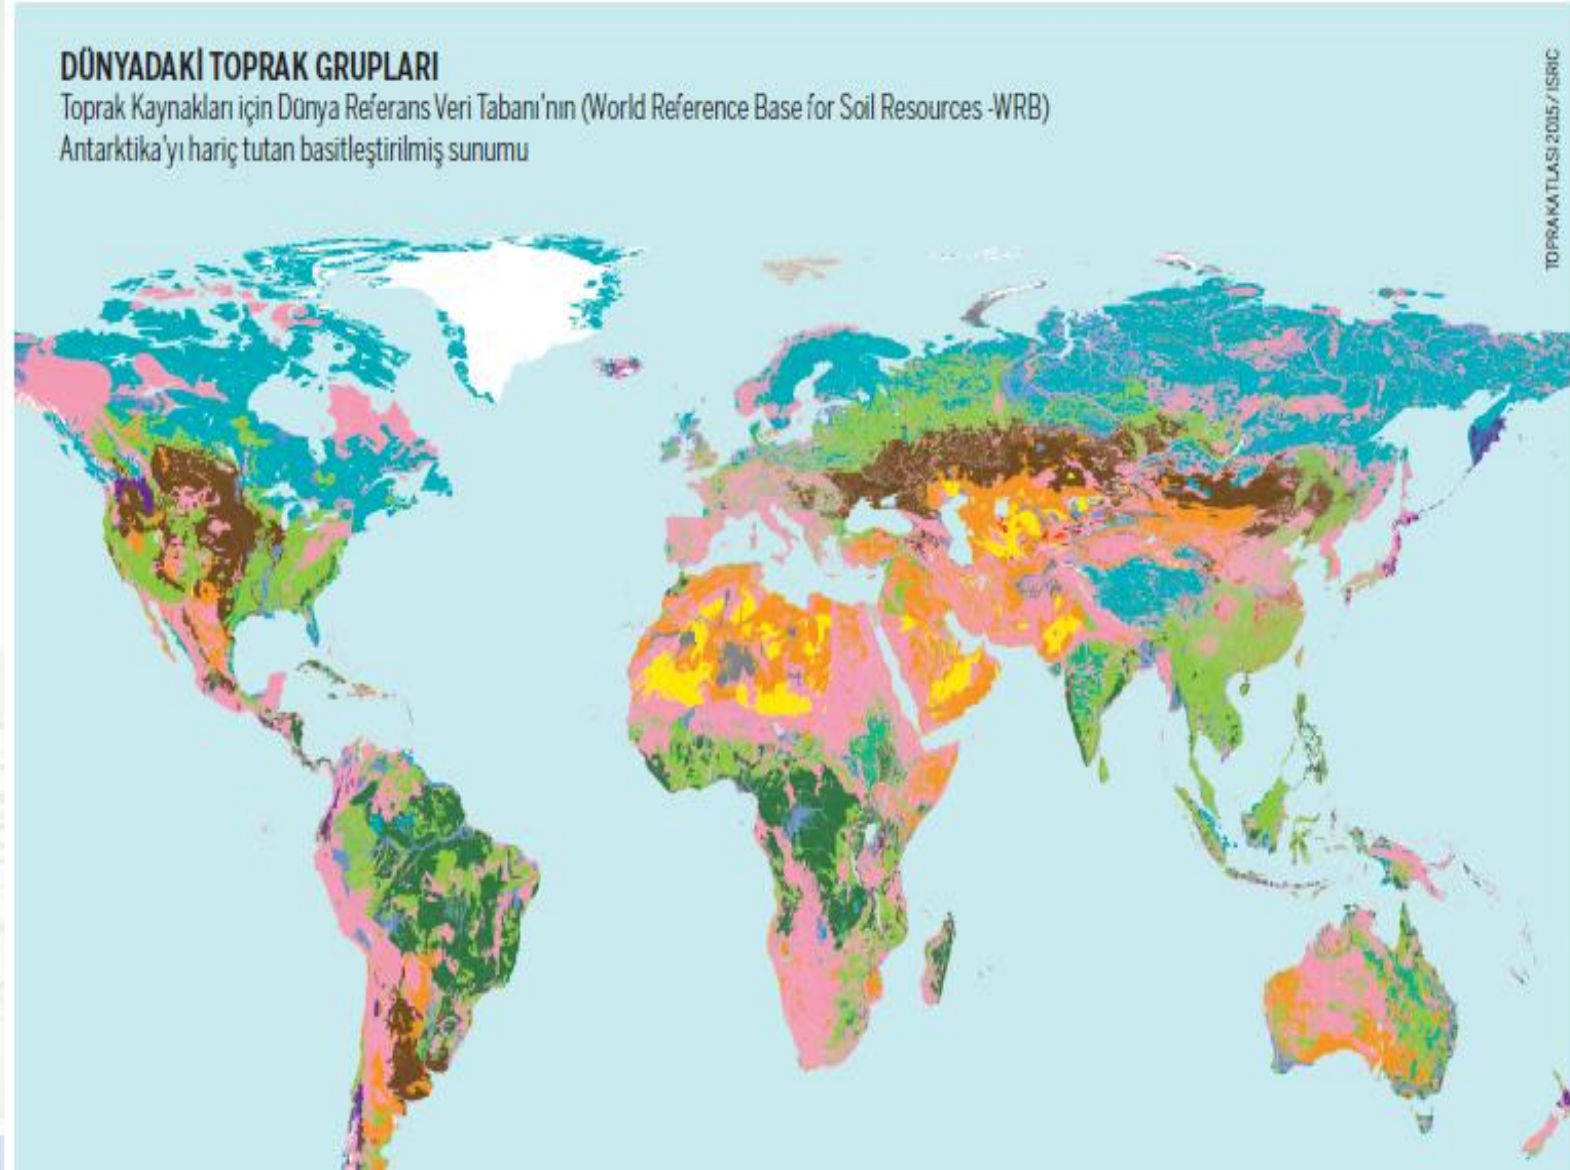 DÜNYADAKİ TOPRAK GRUPLARI
Toprak Kaynakları için Dünya Referans Veri Tabanı'nın (World Reference Base for Soil Resources -WRB)
Antarktika'yı hariç tutan basitleştirilmiş sunumu
TOPRAK ATLASI 2015/ ISRIC